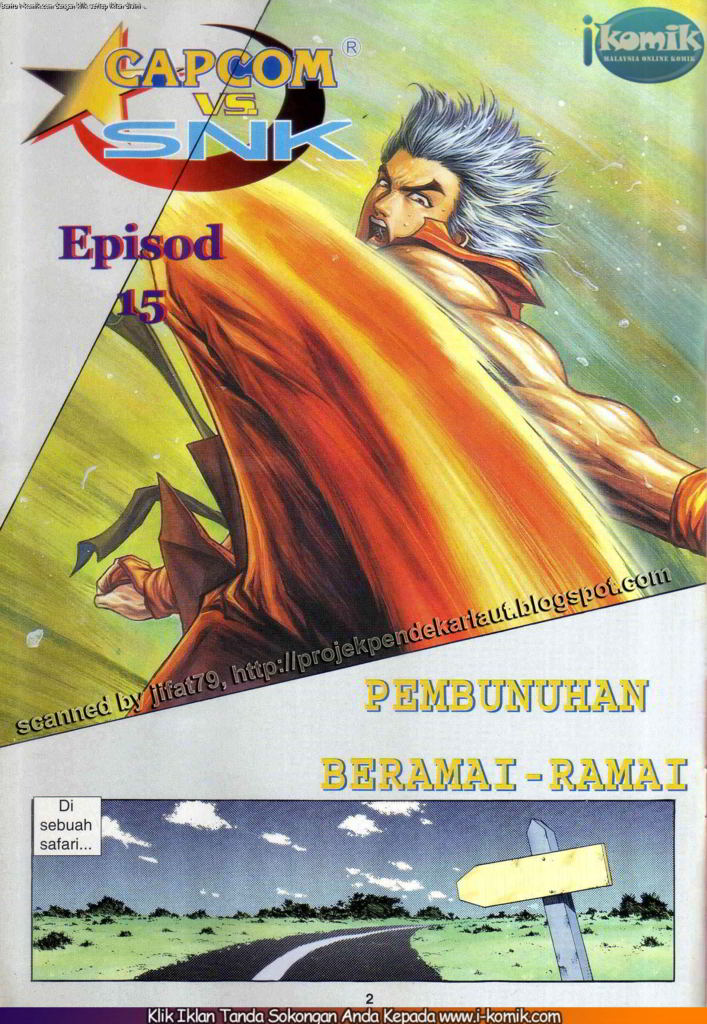 ikomik
MALAYSIA ONLINE KOMIK
CAPCOM ®
VS.
SNK
Episod
15
scanned by jifat79, http://projekpendekarlaut.blogspot.com
PEMBUNUHAN
BERAMAI-RAMAI
Di
sebuah
safari...
2
Klik Iklan Tanda Sokongan Anda Kepada www.i-komik.com